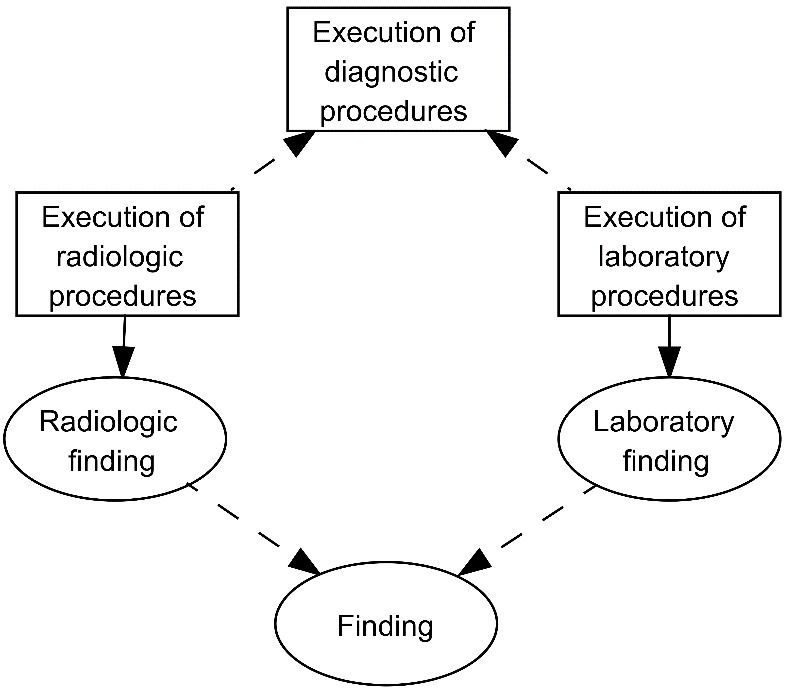 Execution of
diagnostic
procedures
Execution of
radiologic
procedures
Execution of
laboratory
procedures
Radiologic
finding
Laboratory
finding
Finding